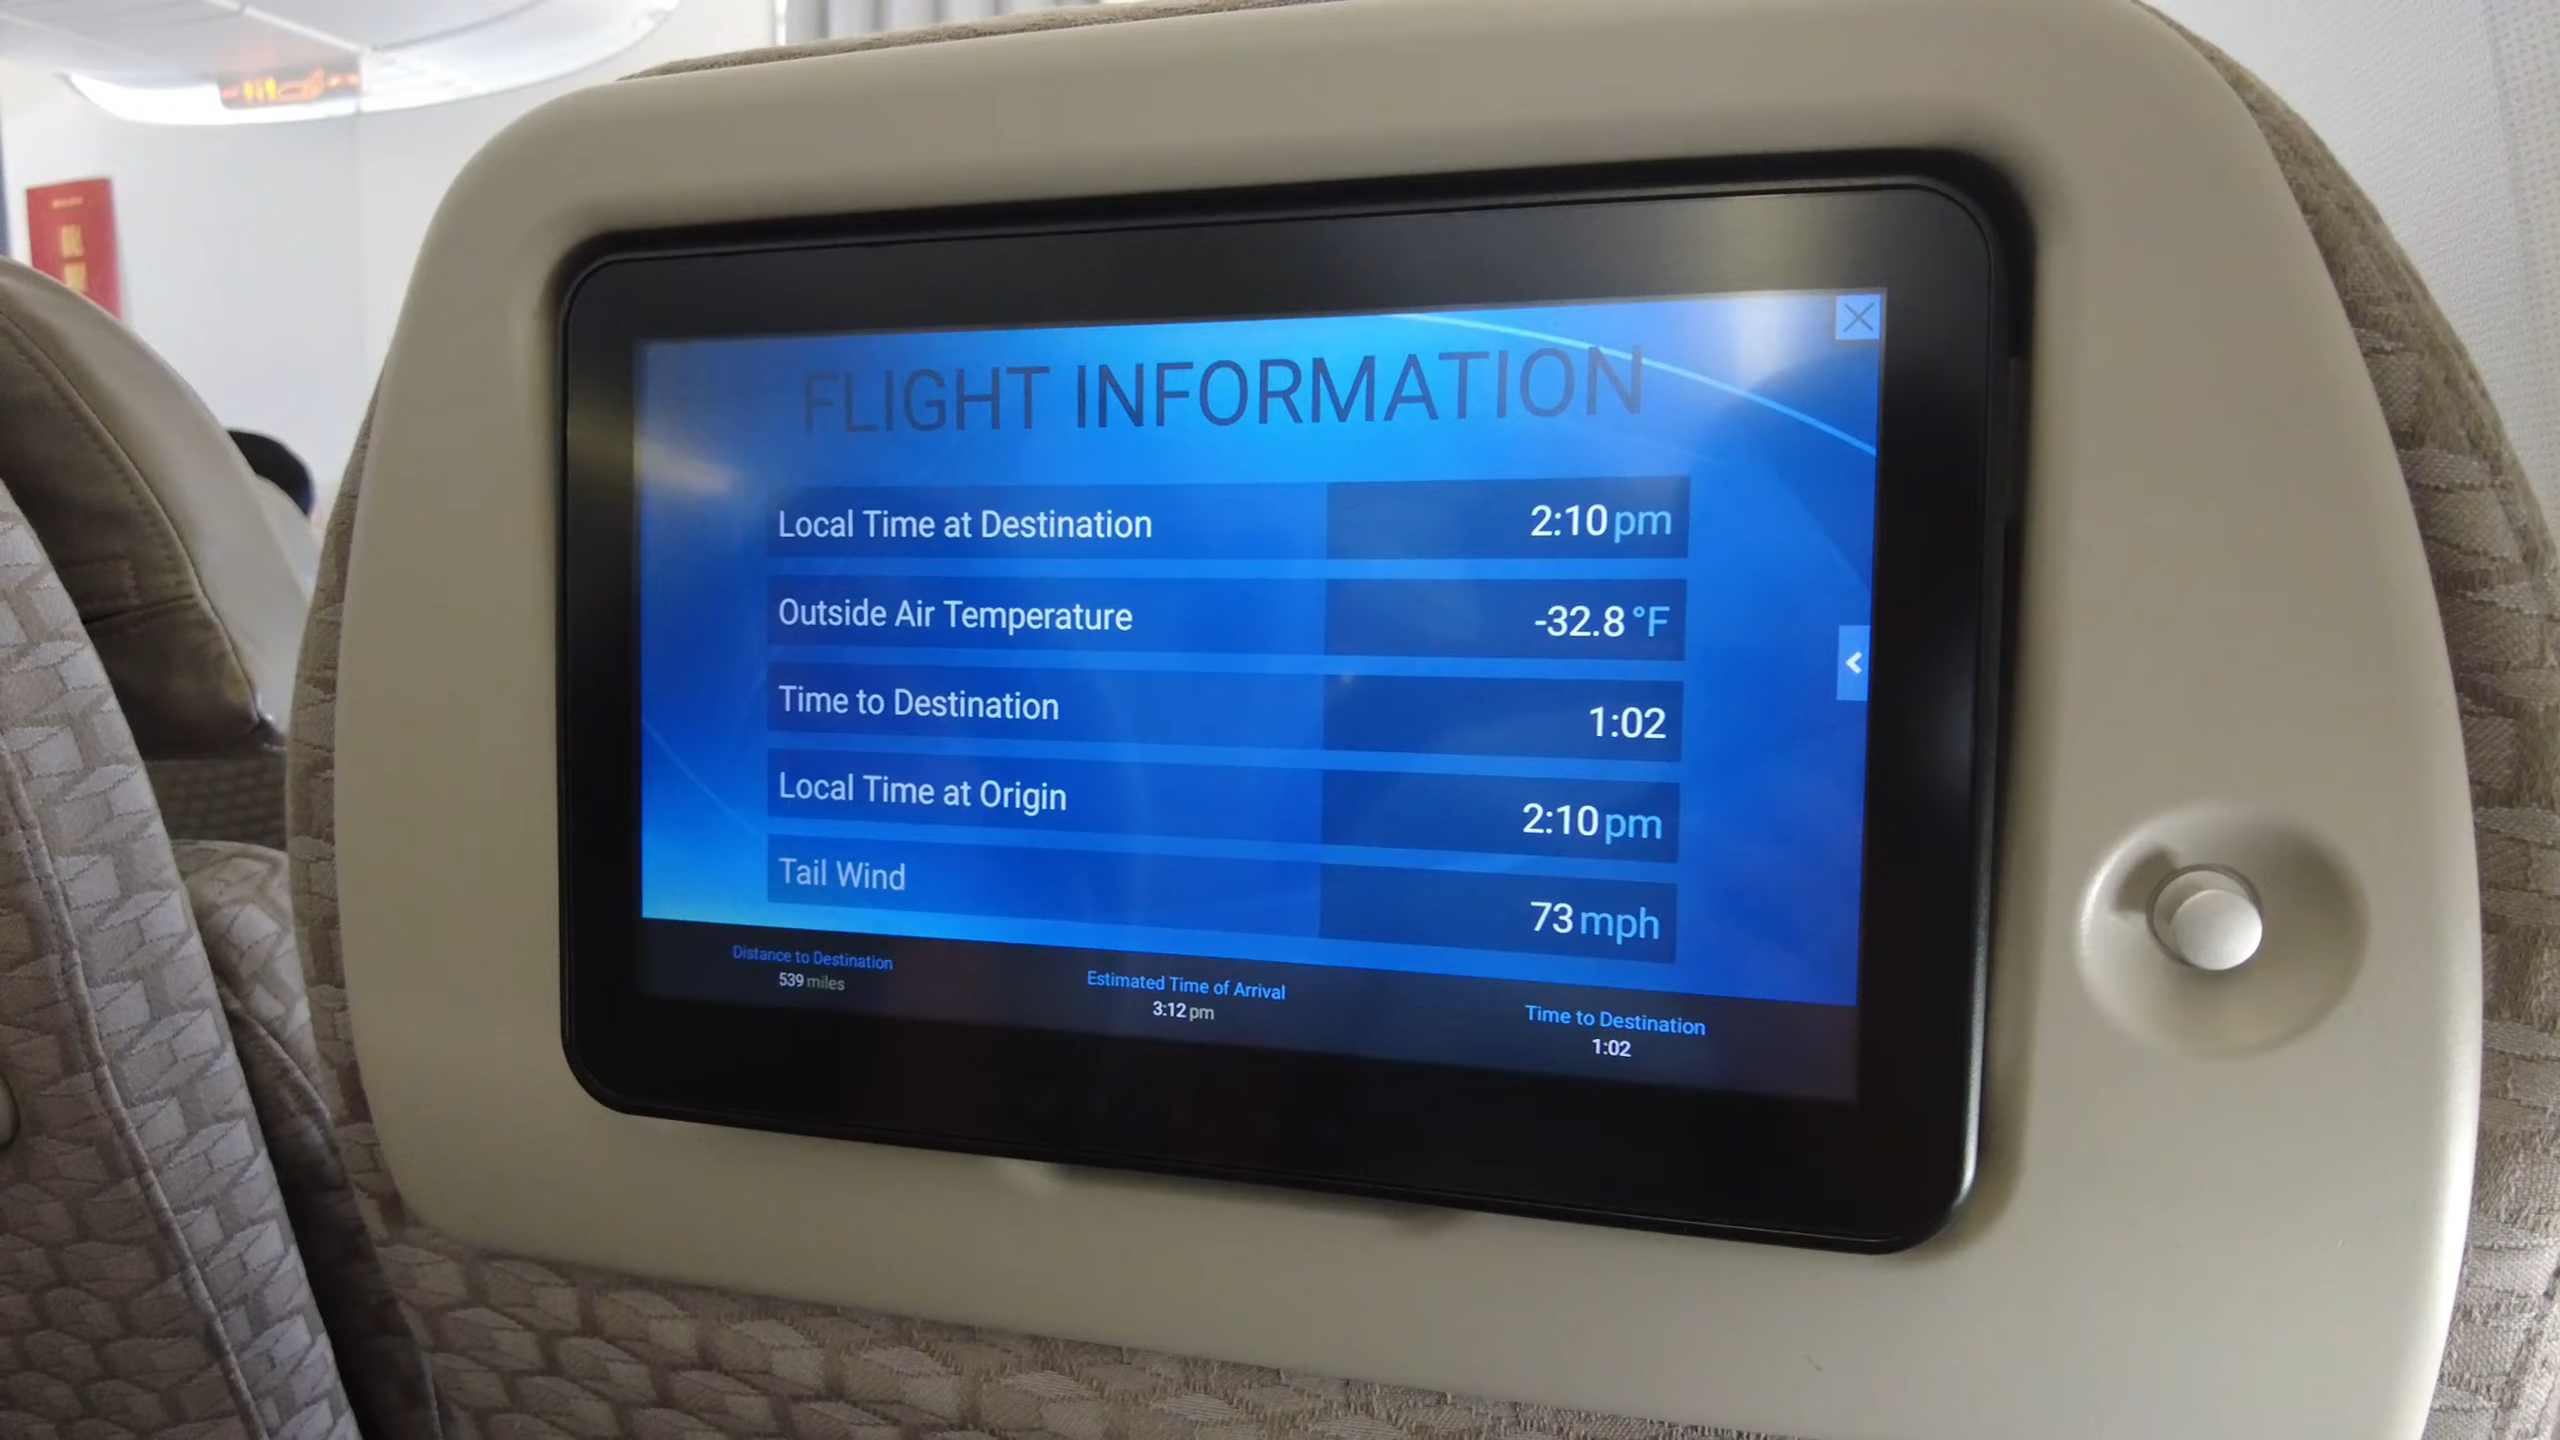 FLIGHT INFORMATION
Local Time at Destination 2:10 pm
Outside Air Temperature -32.8 °F
Time to Destination 1:02
Local Time at Origin 2:10 pm
Tail Wind 73 mph
Distance to Destination
539 miles
Estimated Time of Arrival
3:12 pm
Time to Destination
1:02